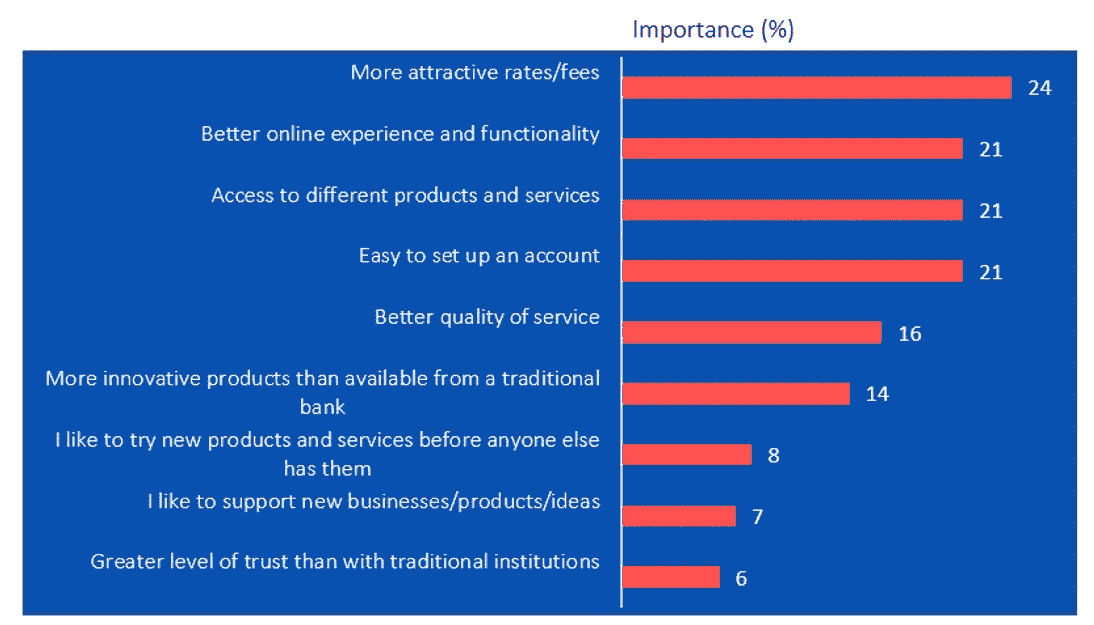 Importance (%)
More attractive rates/fees
24
Better online experience and functionality
21
Access to different products and services
21
Easy to set up an account
21
Better quality of service
16
More innovative products than available from a traditional
bank
14
I like to try new products and services before anyone else
has them
8
I like to support new businesses/products/ideas
7
Greater level of trust than with traditional institutions
6